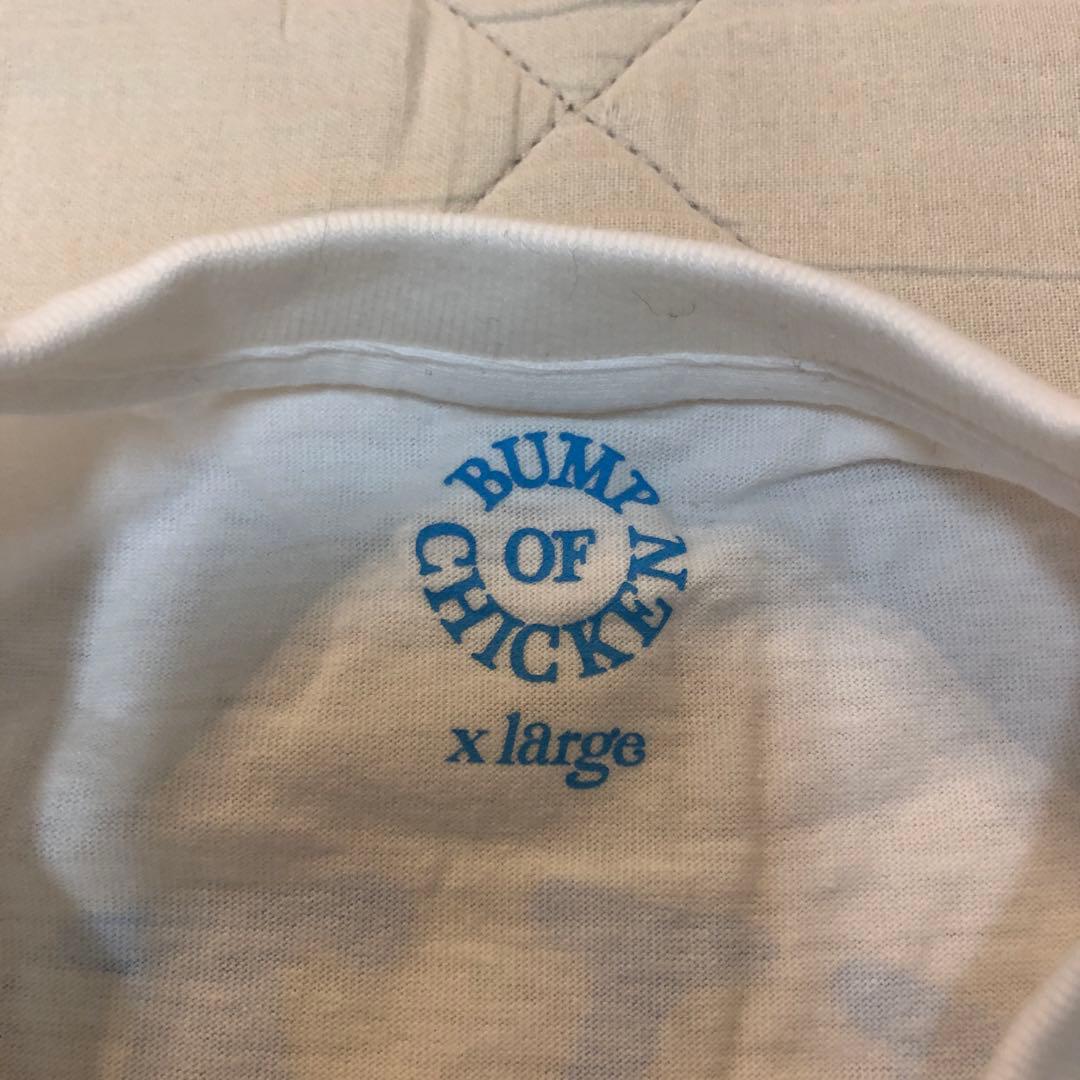 BUMP
OF
CHICKEN
x large